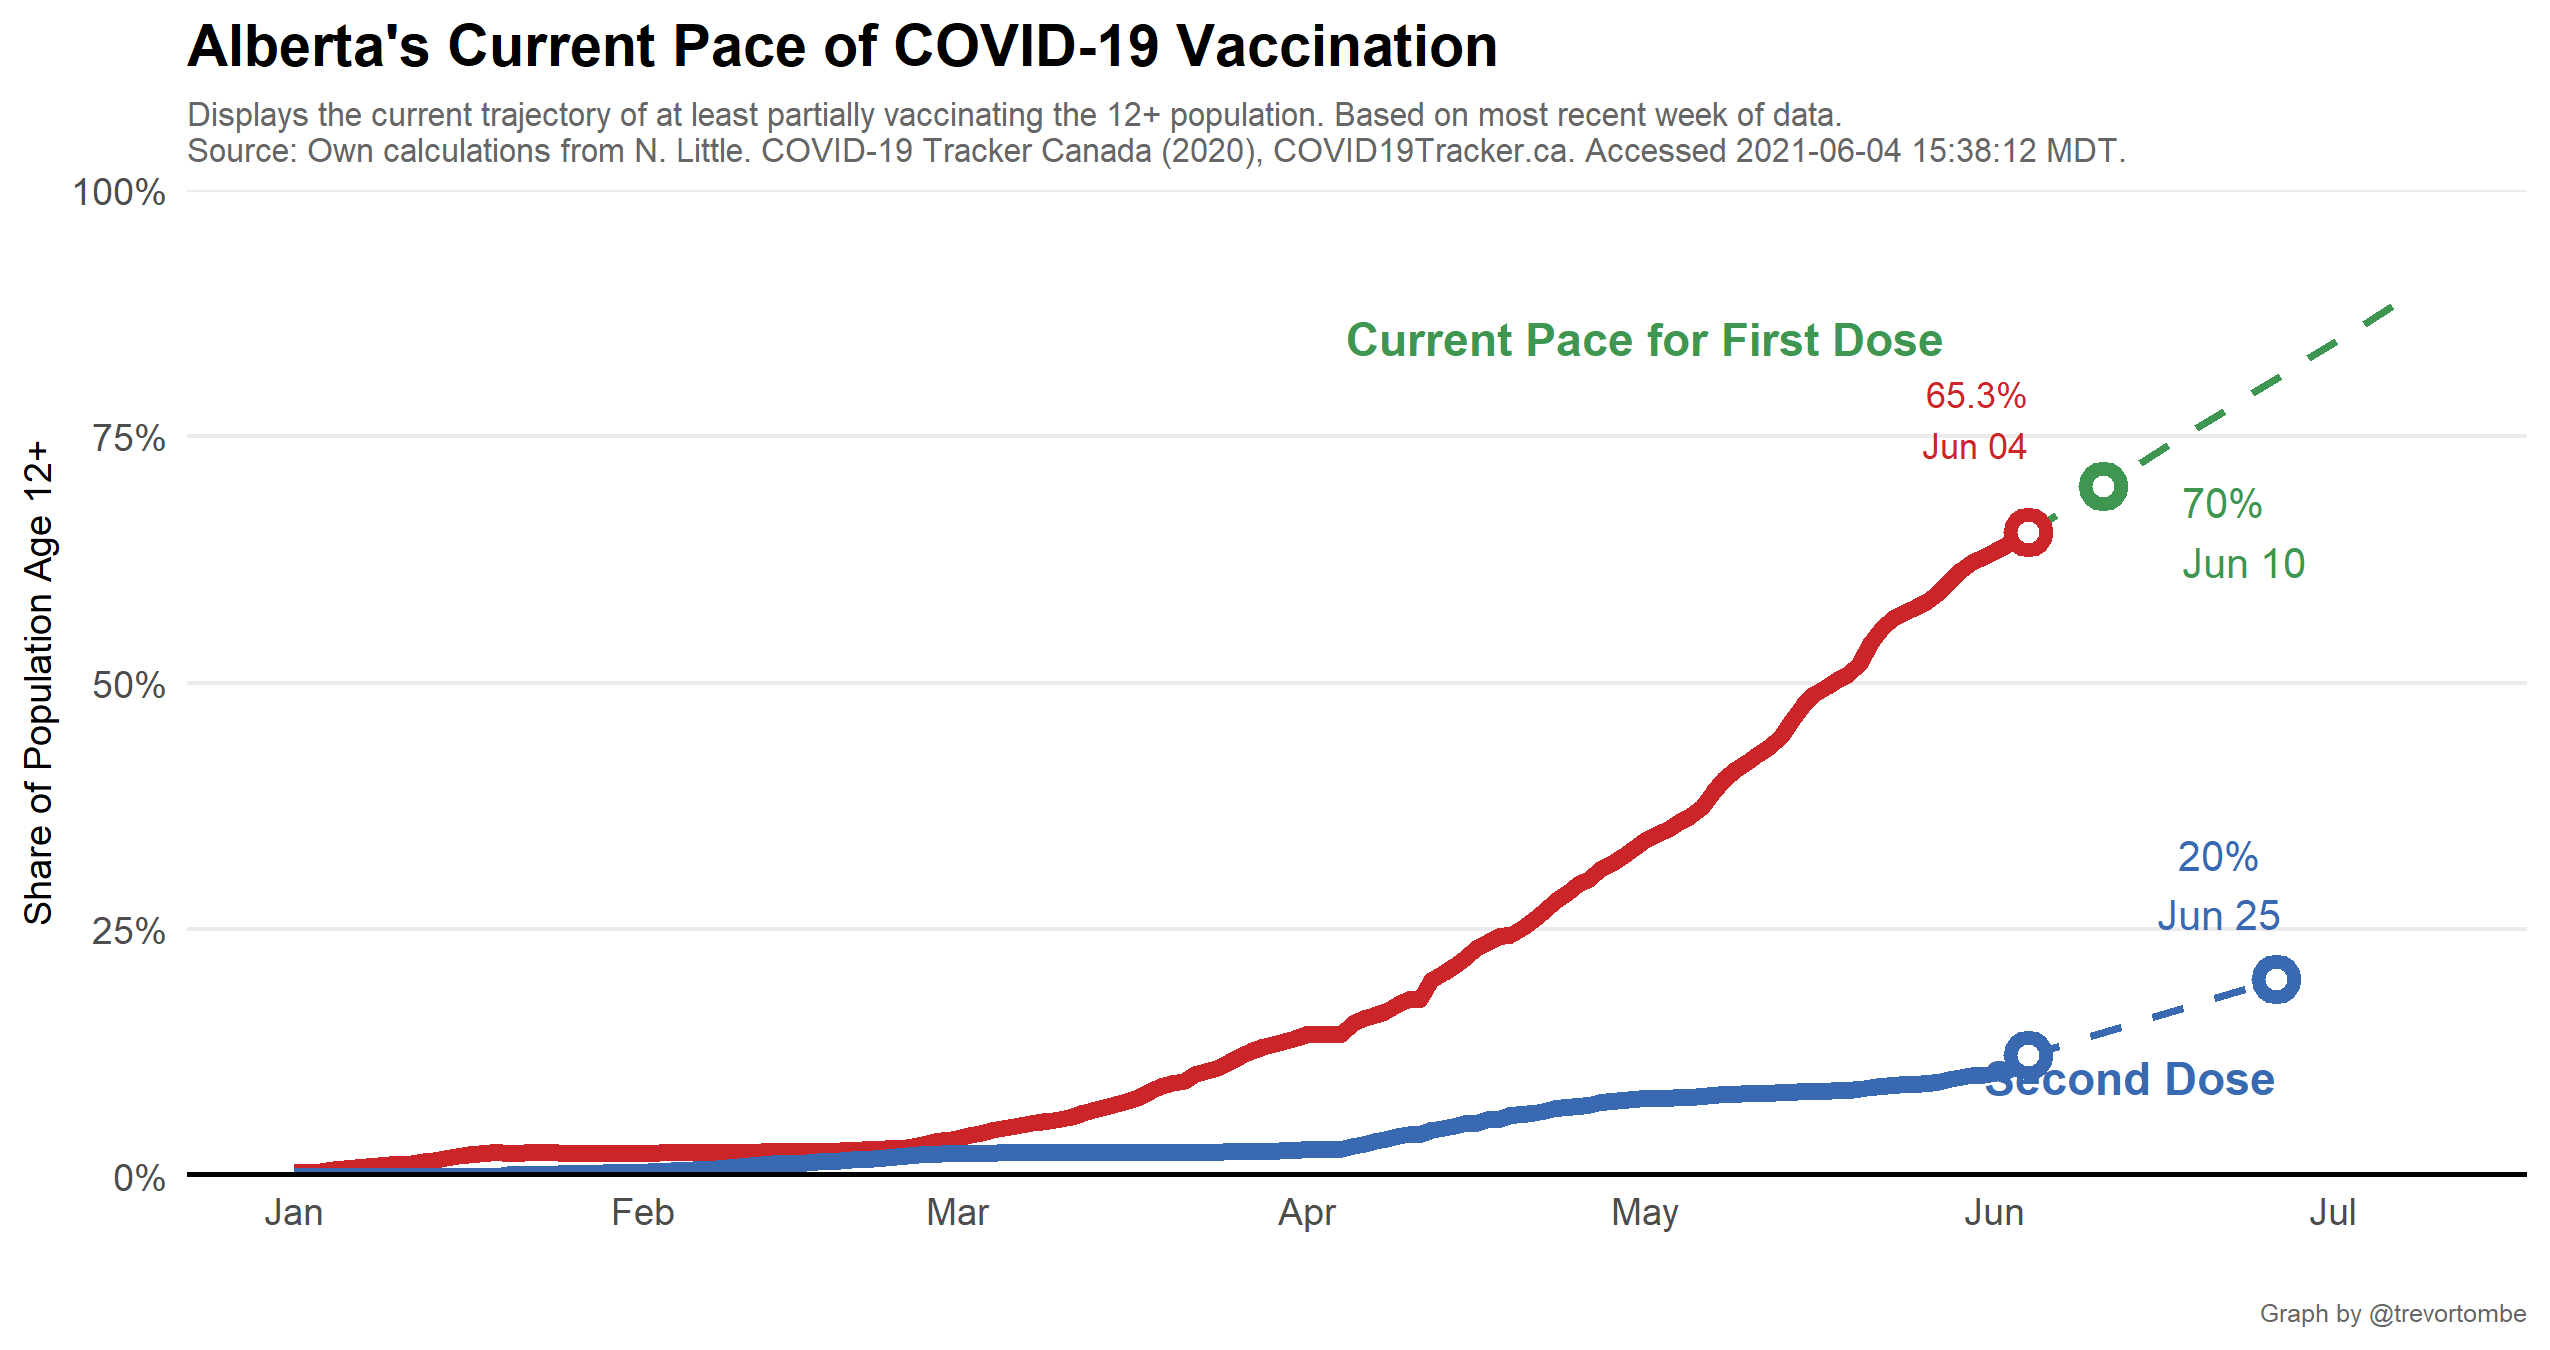 Alberta's Current Pace of COVID-19 Vaccination
Displays the current trajectory of at least partially vaccinating the 12+ population. Based on most recent week of data.
Source: Own calculations from N. Little. COVID-19 Tracker Canada (2020), COVID19Tracker.ca. Accessed 2021-06-04 15:38:12 MDT.
Share of Population Age 12+
100%
75%
50%
25%
0%
Current Pace for First Dose
65.3%
Jun 04
70%
Jun 10
20%
Jun 25
Second Dose
Jan
Feb
Mar
Apr
May
Jun
Jul
Graph by @trevortombe